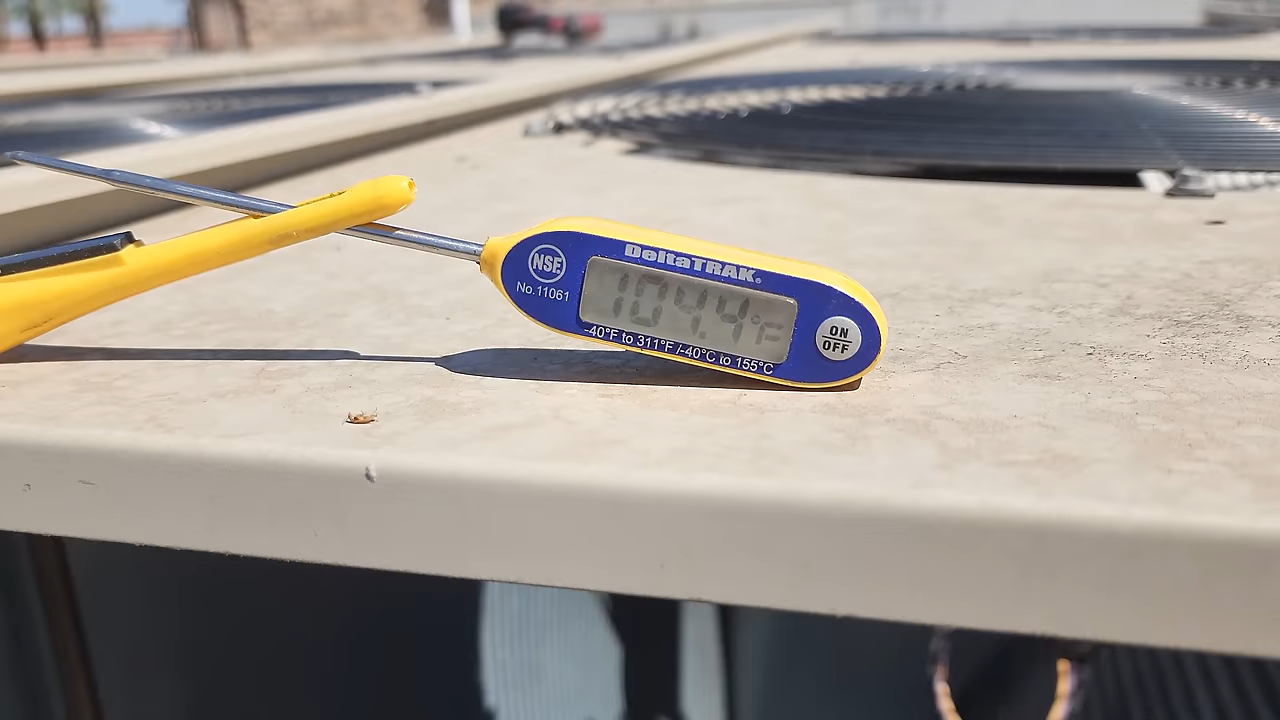 DeltaTRAK®
NSF®
No.11061
104.4°F
ON
OFF
-40°F to 311°F /-40°C to 155°C